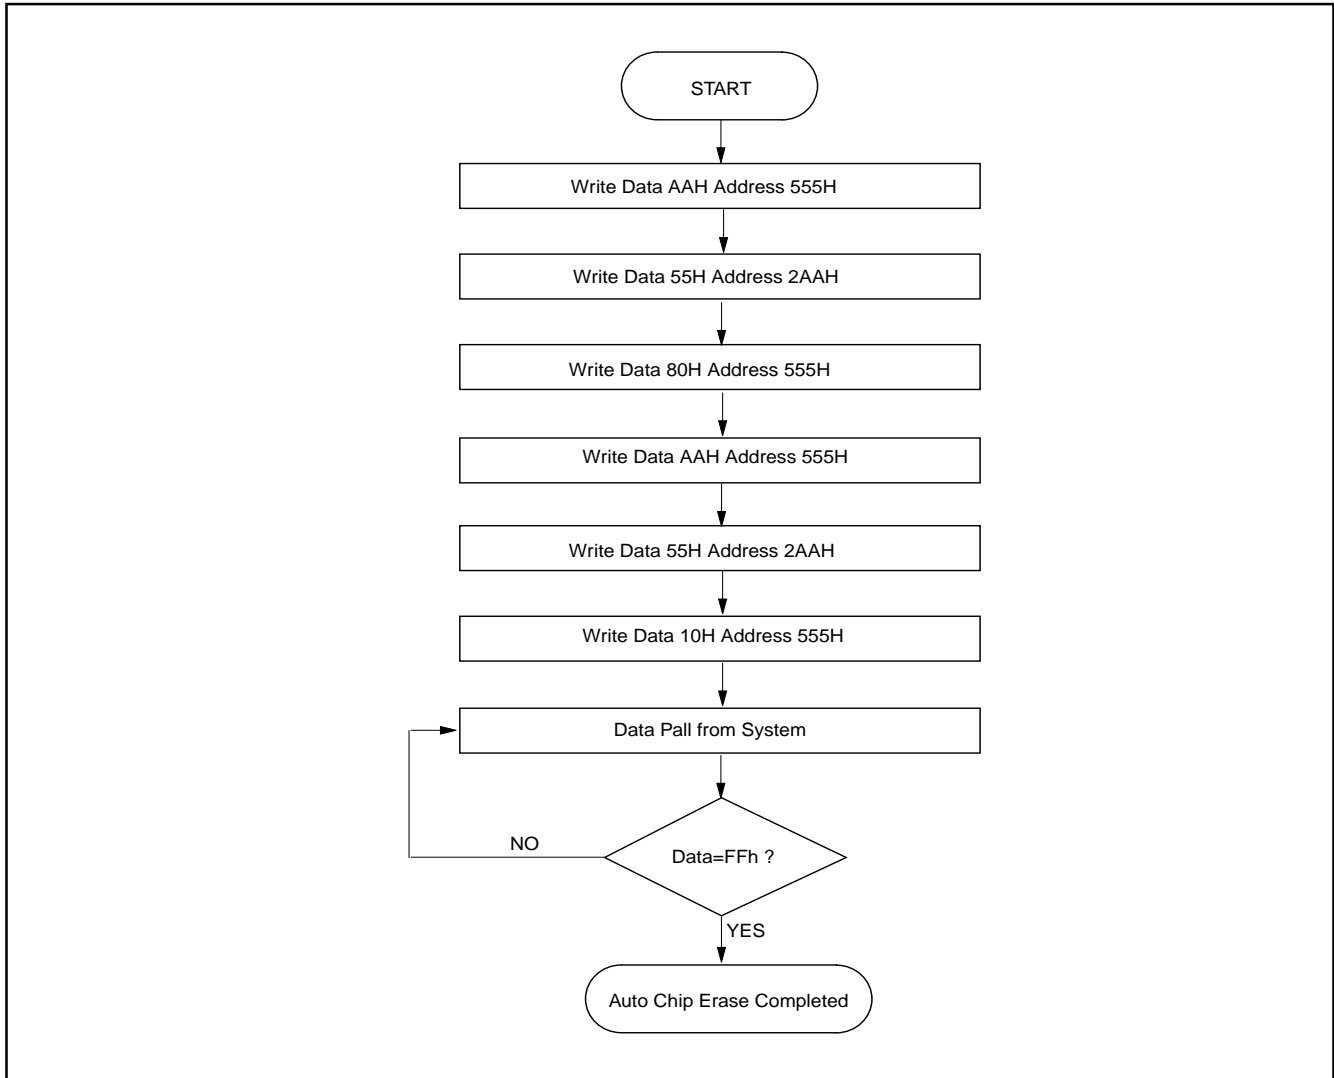 START
Write Data AAH Address 555H
Write Data 55H Address 2AAH
Write Data 80H Address 555H
Write Data AAH Address 555H
Write Data 55H Address 2AAH
Write Data 10H Address 555H
Data Pall from System
NO
Data=FFh ?
YES
Auto Chip Erase Completed